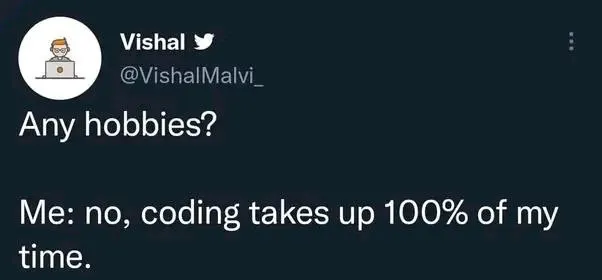 Vishal
@VishalMalvi_
Any hobbies?
Me: no, coding takes up 100% of my
time.